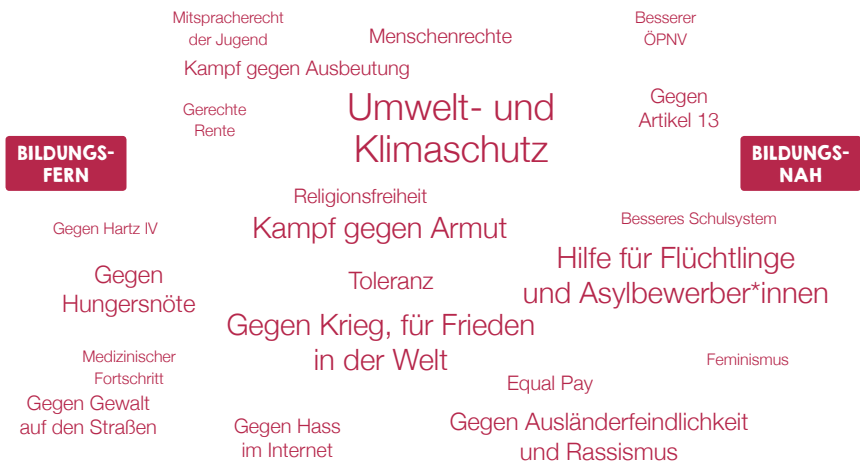 Mitspracherecht
der Jugend
Menschenrechte
Besserer
ÖPNV
Kampf gegen Ausbeutung
Gerechte
Rente
Umwelt- und
Klimaschutz
Gegen
Artikel 13
BILDUNGS-
FERN
BILDUNGS-
NAH
Religionsfreiheit
Gegen Hartz IV
Kampf gegen Armut
Besseres Schulsystem
Gegen
Hungersnöte
Toleranz
Hilfe für Flüchtlinge
und Asylbewerber*innen
Gegen Krieg, für Frieden
in der Welt
Medizinischer
Fortschritt
Feminismus
Equal Pay
Gegen Gewalt
auf den Straßen
Gegen Hass
im Internet
Gegen Ausländerfeindlichkeit
und Rassismus